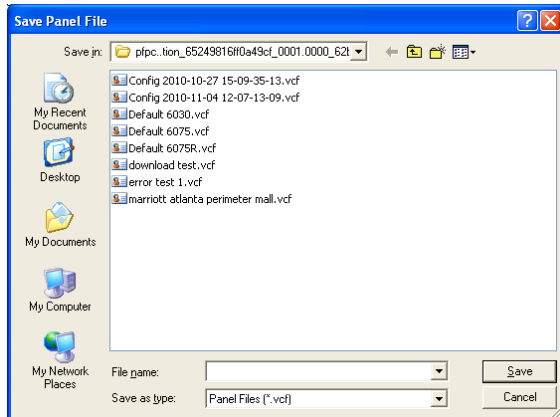 Save Panel File
Save in: pfpc..tion_65249816ff0a49cf_0001.0000_62b
My Recent Documents
Desktop
My Documents
My Computer
My Network Places
Config 2010-10-27 15-09-35-13.vcf
Config 2010-11-04 12-07-13-09.vcf
Default 6030.vcf
Default 6075.vcf
Default 6075R.vcf
download test.vcf
error test 1.vcf
marriott atlanta perimeter mall.vcf
File name:
Save
Save as type: Panel Files (*.vcf)
Cancel